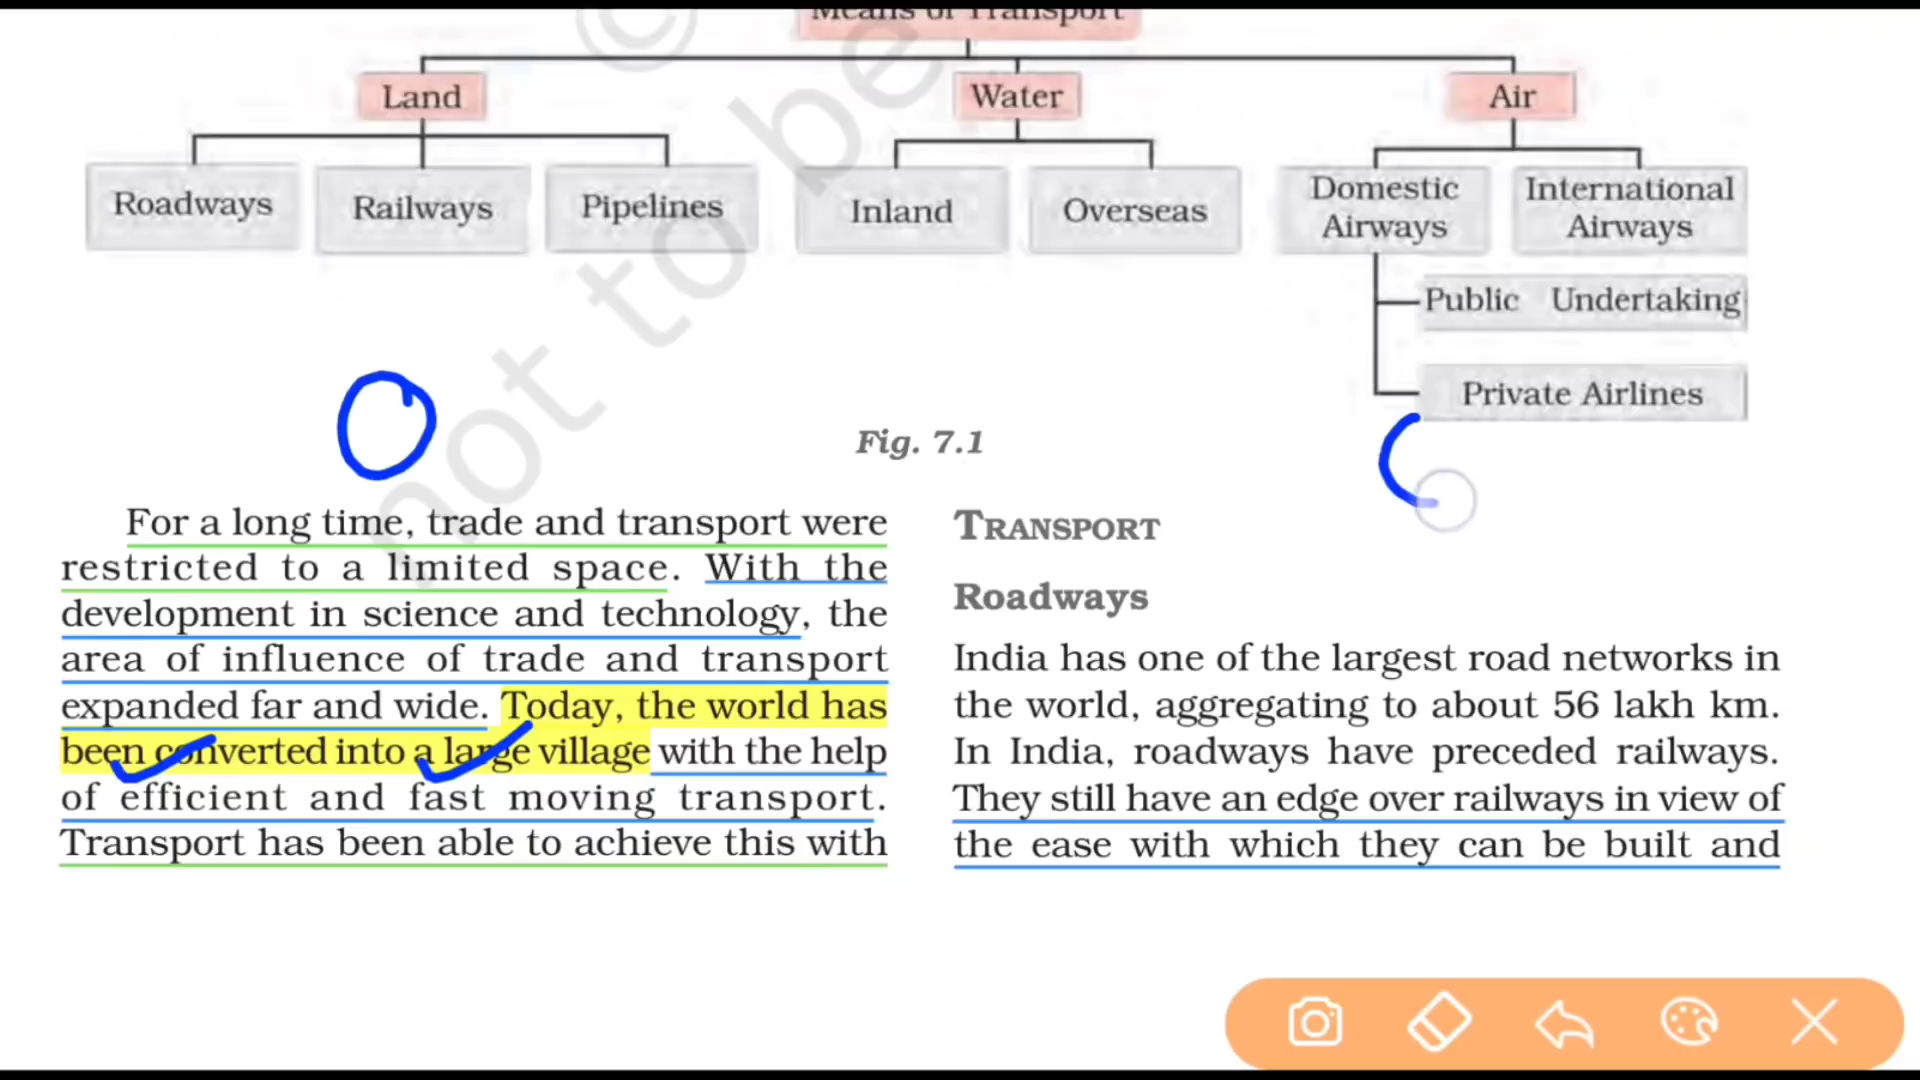 Means of Transport
Land
Water
Air
Roadways
Railways
Pipelines
Inland
Overseas
Domestic
Airways
International
Airways
Public Undertaking
Private Airlines
©
not to be
Fig. 7.1
For a long time, trade and transport were
restricted to a limited space. With the
development in science and technology, the
area of influence of trade and transport
expanded far and wide. Today, the world has
been converted into a large village with the help
of efficient and fast moving transport.
Transport has been able to achieve this with
TRANSPORT
Roadways
India has one of the largest road networks in
the world, aggregating to about 56 lakh km.
In India, roadways have preceded railways.
They still have an edge over railways in view of
the ease with which they can be built and